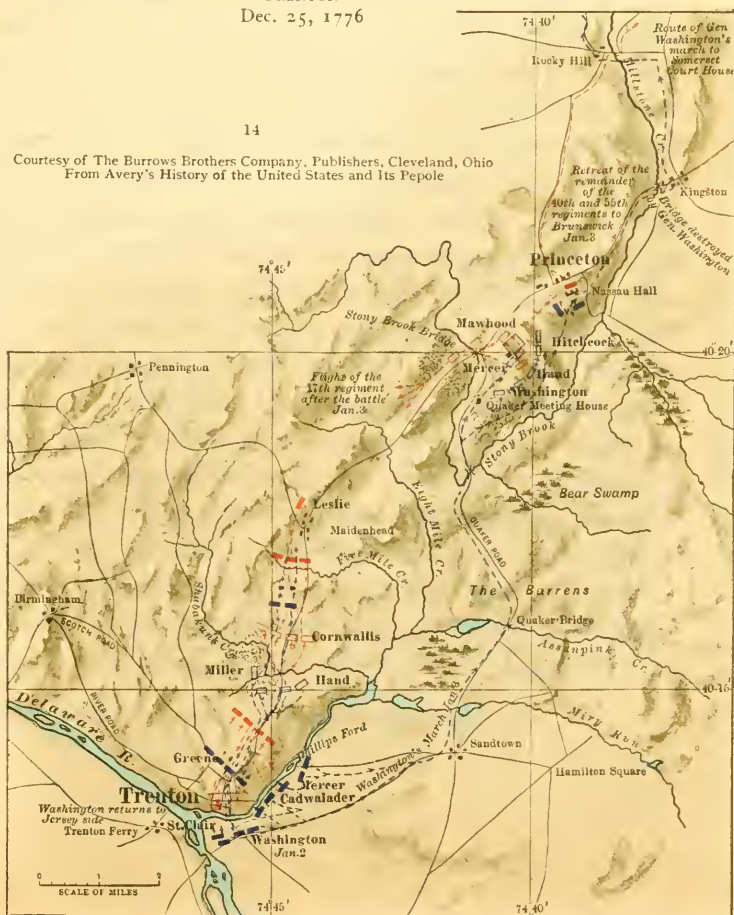 Dec. 25, 1776
14
Courtesy of The Burrows Brothers Company, Publishers, Cleveland, Ohio
From Avery's History of the United States and Its Pepole
74°40'
Route of Gen
Washington's
march to
Somerset
Court House
Rocky Hill
Millstone Cr.
Retreat of the
remainder
of the
40th and 55th
regiments to
Brunswick
Jan.3
Kingston
Bridge destroyed
by
Gen. Washington
Princeton
74°45'
Nassau Hall
Stony Brook Bridge
Mawhood
Hitchcock
40°20'
Mercer
Hand
Pennington
Flight of the
17th regiment
after the battle
Jan.3
Washington
Quaker Meeting House
Stony Brook
Bear Swamp
Leslie
Eight Mile Cr.
Maidenhead
QUAKER ROAD
Five Mile Cr.
Shabakunk Cr.
The Barrens
Birmingham
Quaker Bridge
SCOTCH ROAD
Cornwallis
Assanpink Cr.
Miller
Hand
40°15'
Delaware R.
RIVER ROAD
Miry Run
Phillips Ford
Washington's March Jan.3
Sandtown
Greene
Hamilton Square
Mercer
Trenton
Cadwalader
Washington returns to
Jersey side
Trenton Ferry
St. Clair
Washington
Jan.2
0 2
SCALE OF MILES
74°45'
74°40'